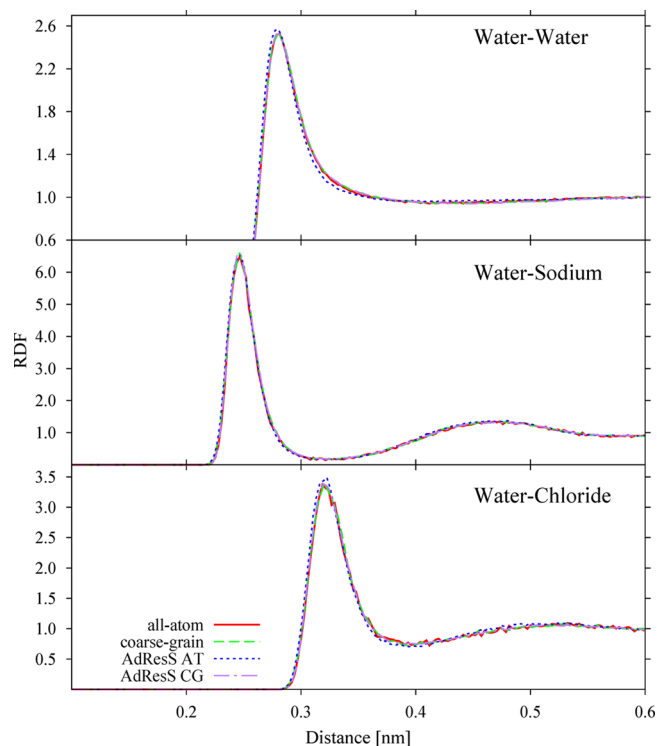 2.6
2.2
1.8
1.4
1.0
0.6
Water-Water
6.0
5.0
4.0
3.0
2.0
1.0
Water-Sodium
RDF
3.5
3.0
2.5
2.0
1.5
1.0
0.5
Water-Chloride
all-atom
coarse-grain
AdResS AT
AdResS CG
0.2
0.3
0.4
0.5
0.6
Distance [nm]